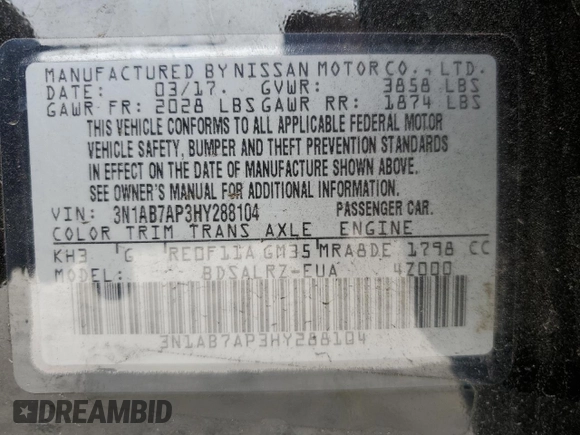 MANUFACTURED BY NISSAN MOTOR CO., LTD.
DATE: 03/17. GVWR: 3858 LBS
GAWR FR: 2028 LBS GAWR RR: 1874 LBS
THIS VEHICLE CONFORMS TO ALL APPLICABLE FEDERAL MOTOR
VEHICLE SAFETY, BUMPER AND THEFT PREVENTION STANDARDS
IN EFFECT ON THE DATE OF MANUFACTURE SHOWN ABOVE.
SEE OWNER'S MANUAL FOR ADDITIONAL INFORMATION.
VIN: 3N1AB7AP3HY288104 PASSENGER CAR.
COLOR TRIM TRANS AXLE ENGINE
KH3 G RE0F11A GM35 MRA8DE 1798 CC
MODEL: BDSALRZ-EUA 4Z000
3N1AB7AP3HY288104
DREAMBID